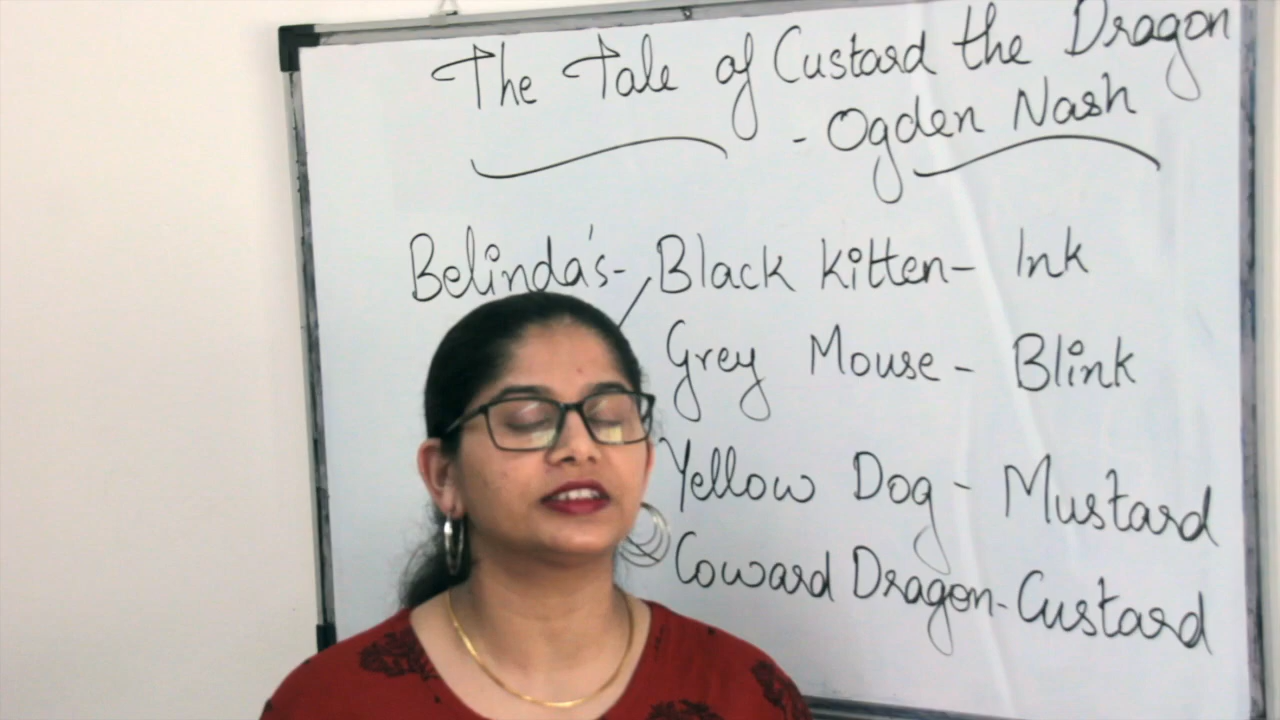 The Tale of Custard the Dragon
- Ogden Nash
Belinda's- Black kitten- Ink
Grey Mouse- Blink
Yellow Dog - Mustard
Coward Dragon- Custard